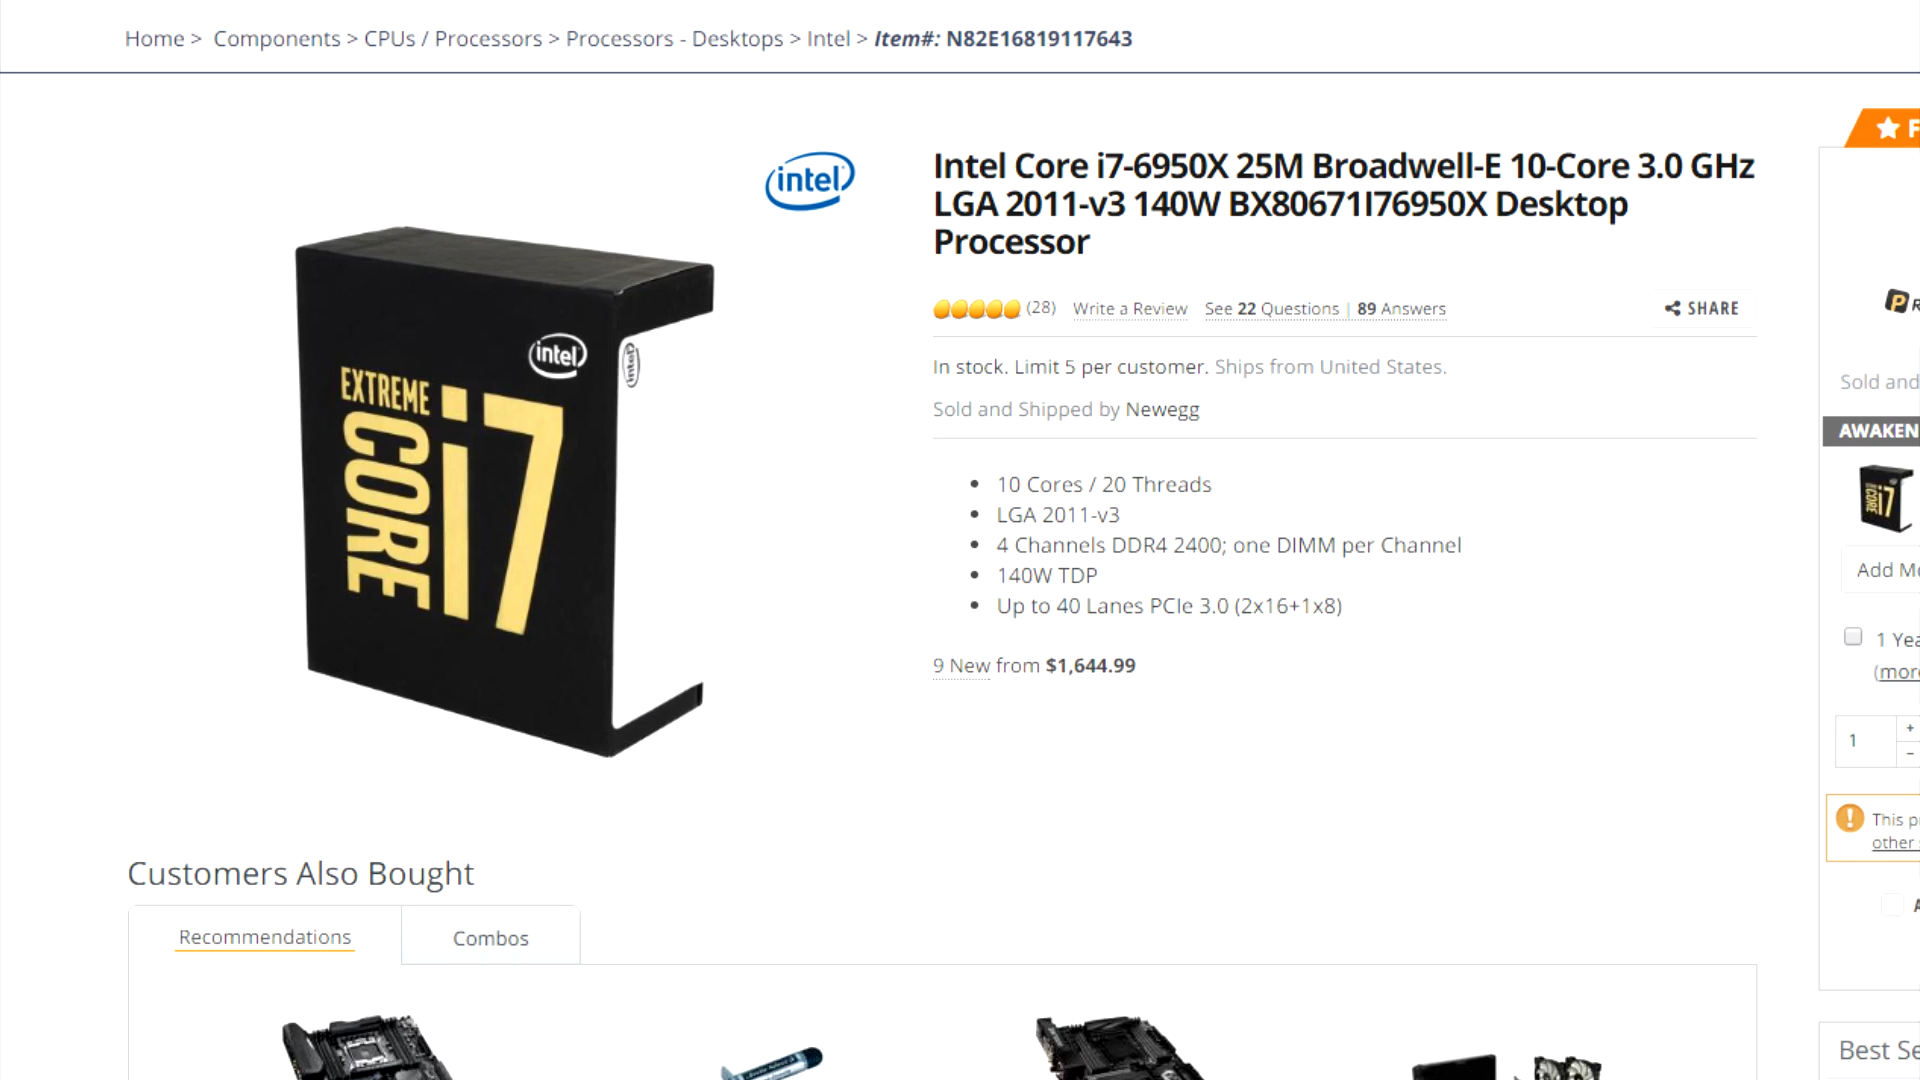 Home > Components > CPUs / Processors > Processors - Desktops > Intel > Item#: N82E16819117643
intel
Intel Core i7-6950X 25M Broadwell-E 10-Core 3.0 GHz
LGA 2011-v3 140W BX80671I76950X Desktop
Processor
(28) Write a Review See 22 Questions | 89 Answers
SHARE
In stock. Limit 5 per customer. Ships from United States.
Sold and Shipped by Newegg
10 Cores / 20 Threads
LGA 2011-v3
4 Channels DDR4 2400; one DIMM per Channel
140W TDP
Up to 40 Lanes PCIe 3.0 (2x16+1x8)
9 New from $1,644.99
intel
intel
EXTREME
CORE
i7
Customers Also Bought
Recommendations
Combos
F
P
Sold and
AWAKEN
CORE i7
Add Mo
1 Yea
(more
1
+
-
This p
other
A
Best Se